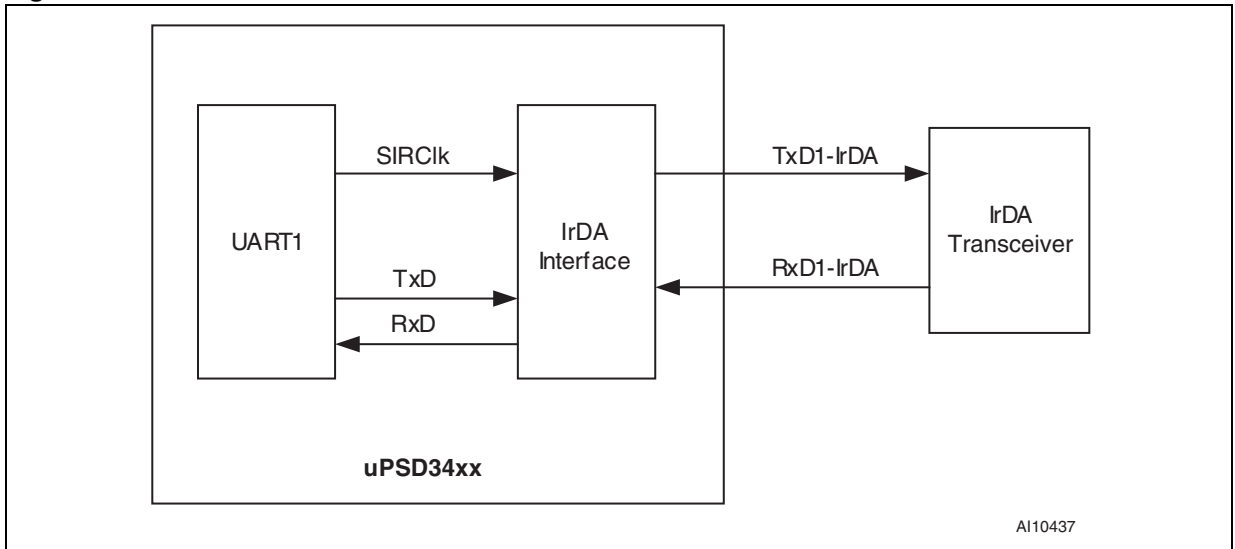 SIRClk
TxD1-IrDA
UART1
IrDA
Interface
IrDA
Transceiver
TxD
RxD1-IrDA
RxD
uPSD34xx
AI10437